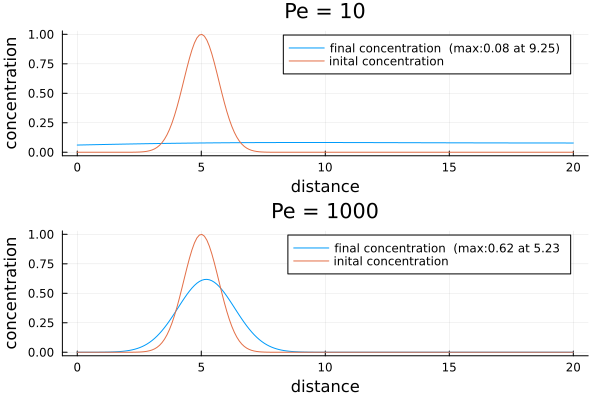 Pe = 10
concentration
1.00
0.75
0.50
0.25
0.00
final concentration (max:0.08 at 9.25)
inital concentration
0 5 10 15 20
distance
Pe = 1000
concentration
1.00
0.75
0.50
0.25
0.00
final concentration (max:0.62 at 5.23
inital concentration
0 5 10 15 20
distance